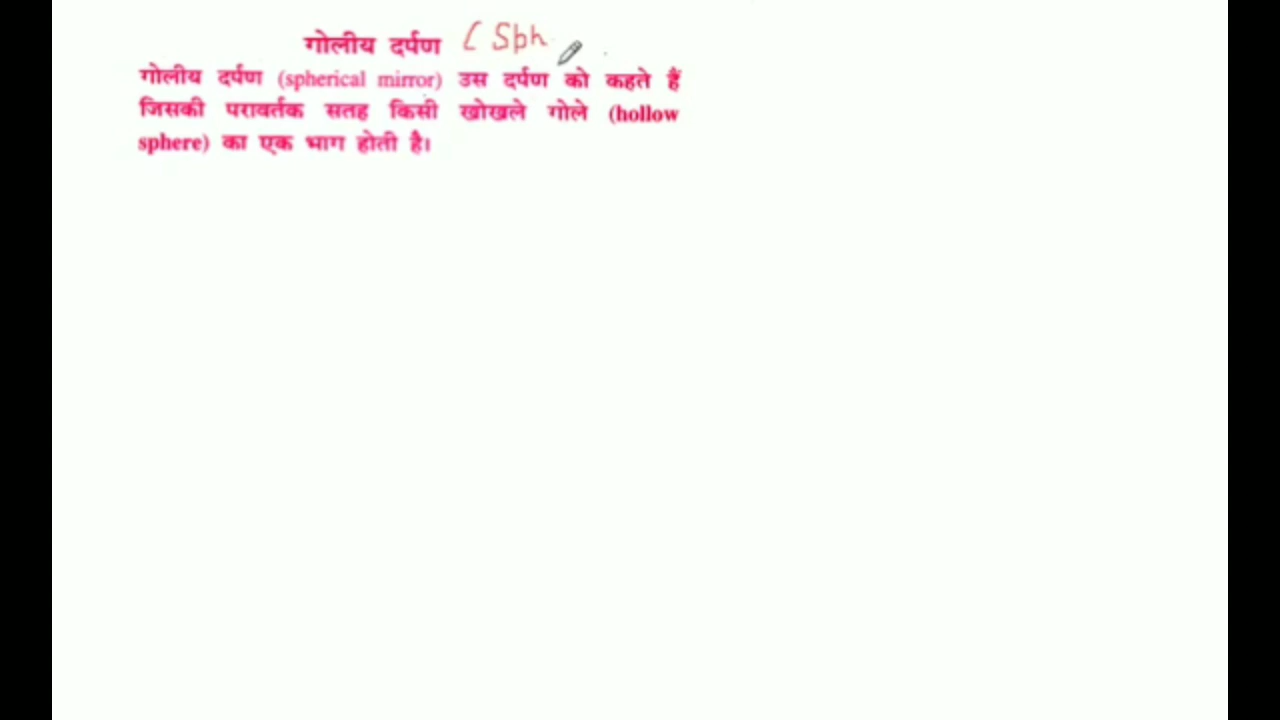 गोलीय दर्पण ( Sph
गोलीय दर्पण (spherical mirror) उस दर्पण को कहते हैं
जिसकी परावर्तक सतह किसी खोखले गोले (hollow
sphere) का एक भाग होती है।